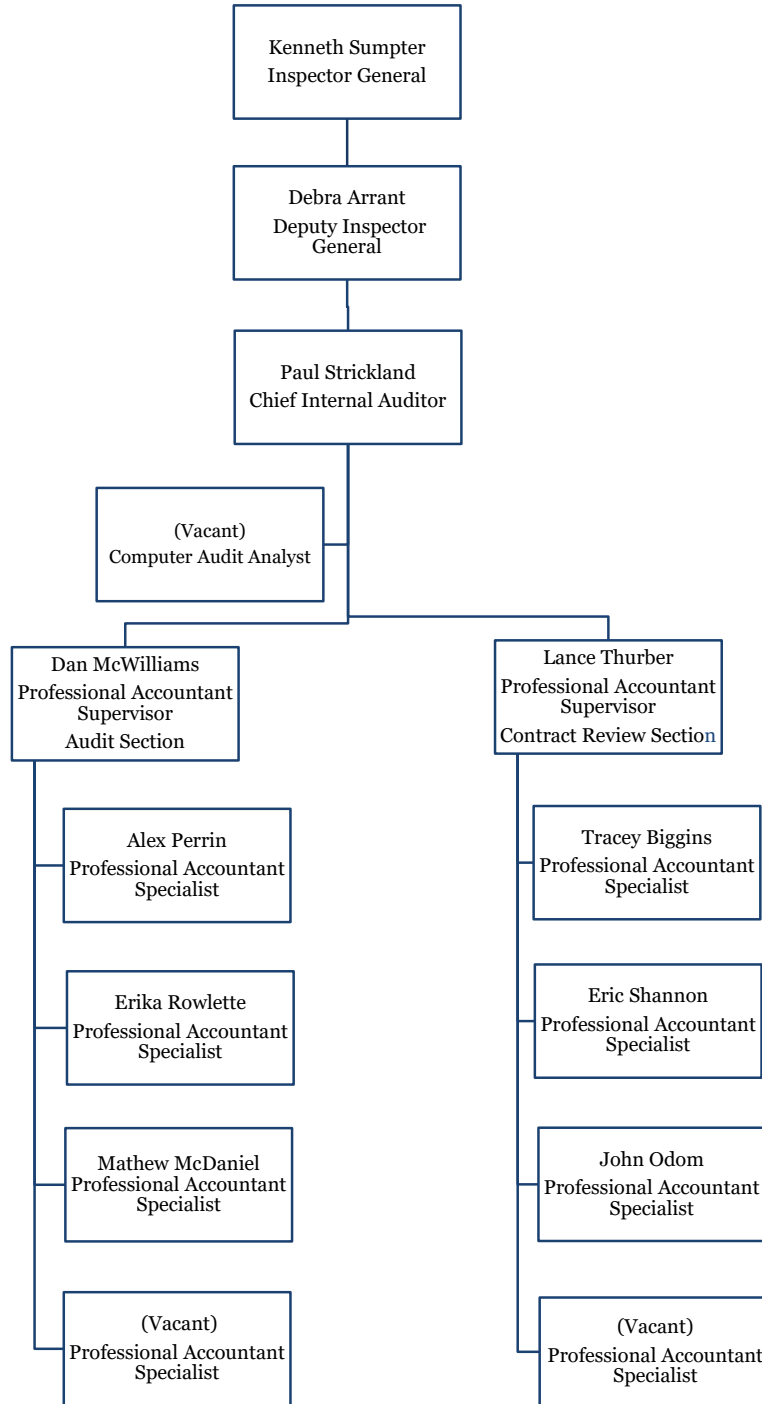 Kenneth Sumpter
Inspector General
Debra Arrant
Deputy Inspector
General
Paul Strickland
Chief Internal Auditor
(Vacant)
Computer Audit Analyst
Dan McWilliams
Professional Accountant
Supervisor
Audit Section
Lance Thurber
Professional Accountant
Supervisor
Contract Review Section
Alex Perrin
Professional Accountant
Specialist
Erika Rowlette
Professional Accountant
Specialist
Mathew McDaniel
Professional Accountant
Specialist
(Vacant)
Professional Accountant
Specialist
Tracey Biggins
Professional Accountant
Specialist
Eric Shannon
Professional Accountant
Specialist
John Odom
Professional Accountant
Specialist
(Vacant)
Professional Accountant
Specialist